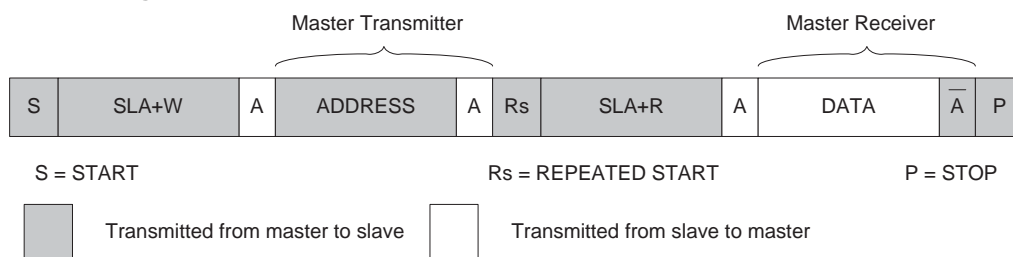 Master Transmitter Master Receiver
S SLA+W A ADDRESS A Rs SLA+R A DATA A̅ P
S = START Rs = REPEATED START P = STOP
Transmitted from master to slave Transmitted from slave to master